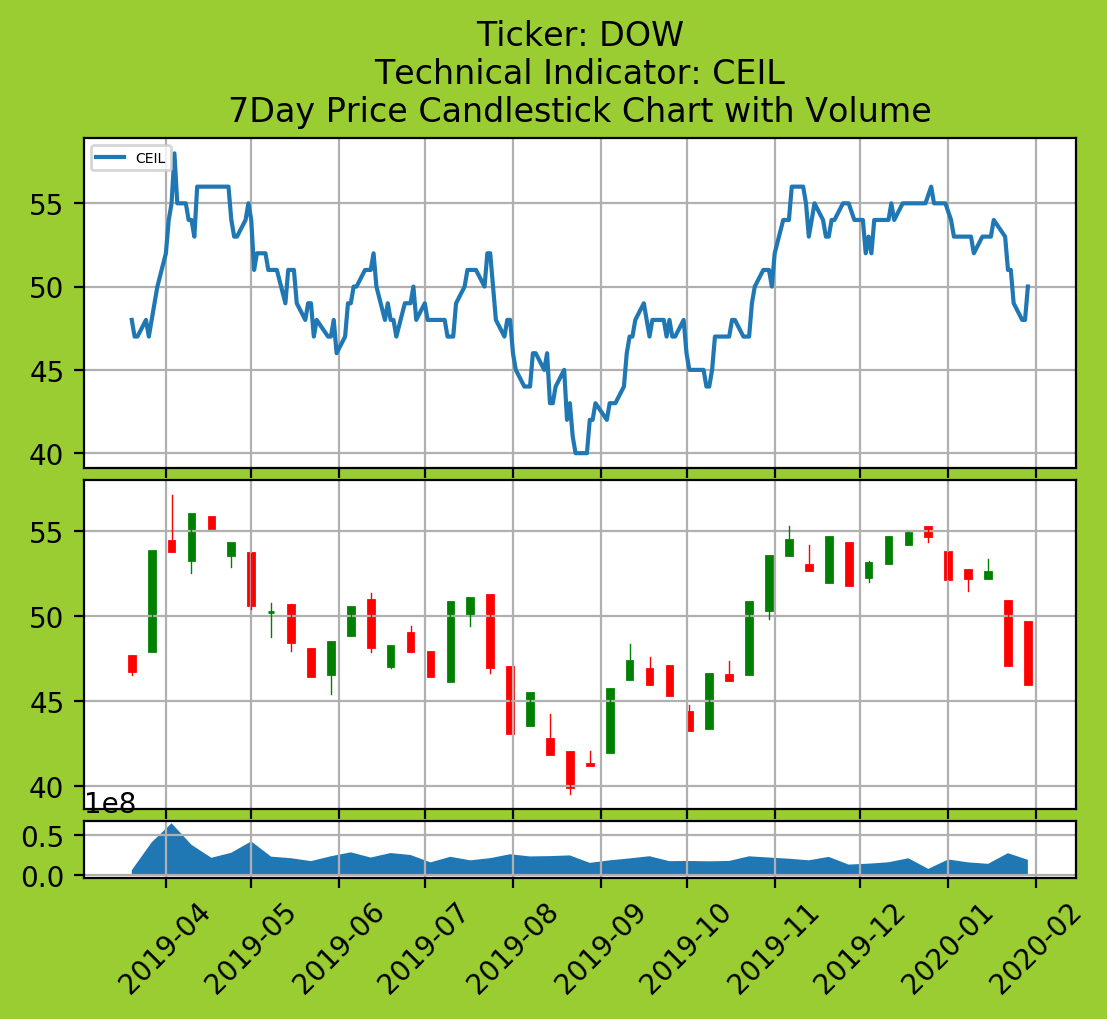 Ticker: DOW
Technical Indicator: CEIL
7Day Price Candlestick Chart with Volume
CEIL
55
50
45
40
55
50
45
40
1e8
0.5
0.0
2019-04 2019-05 2019-06 2019-07 2019-08 2019-09 2019-10 2019-11 2019-12 2020-01 2020-02